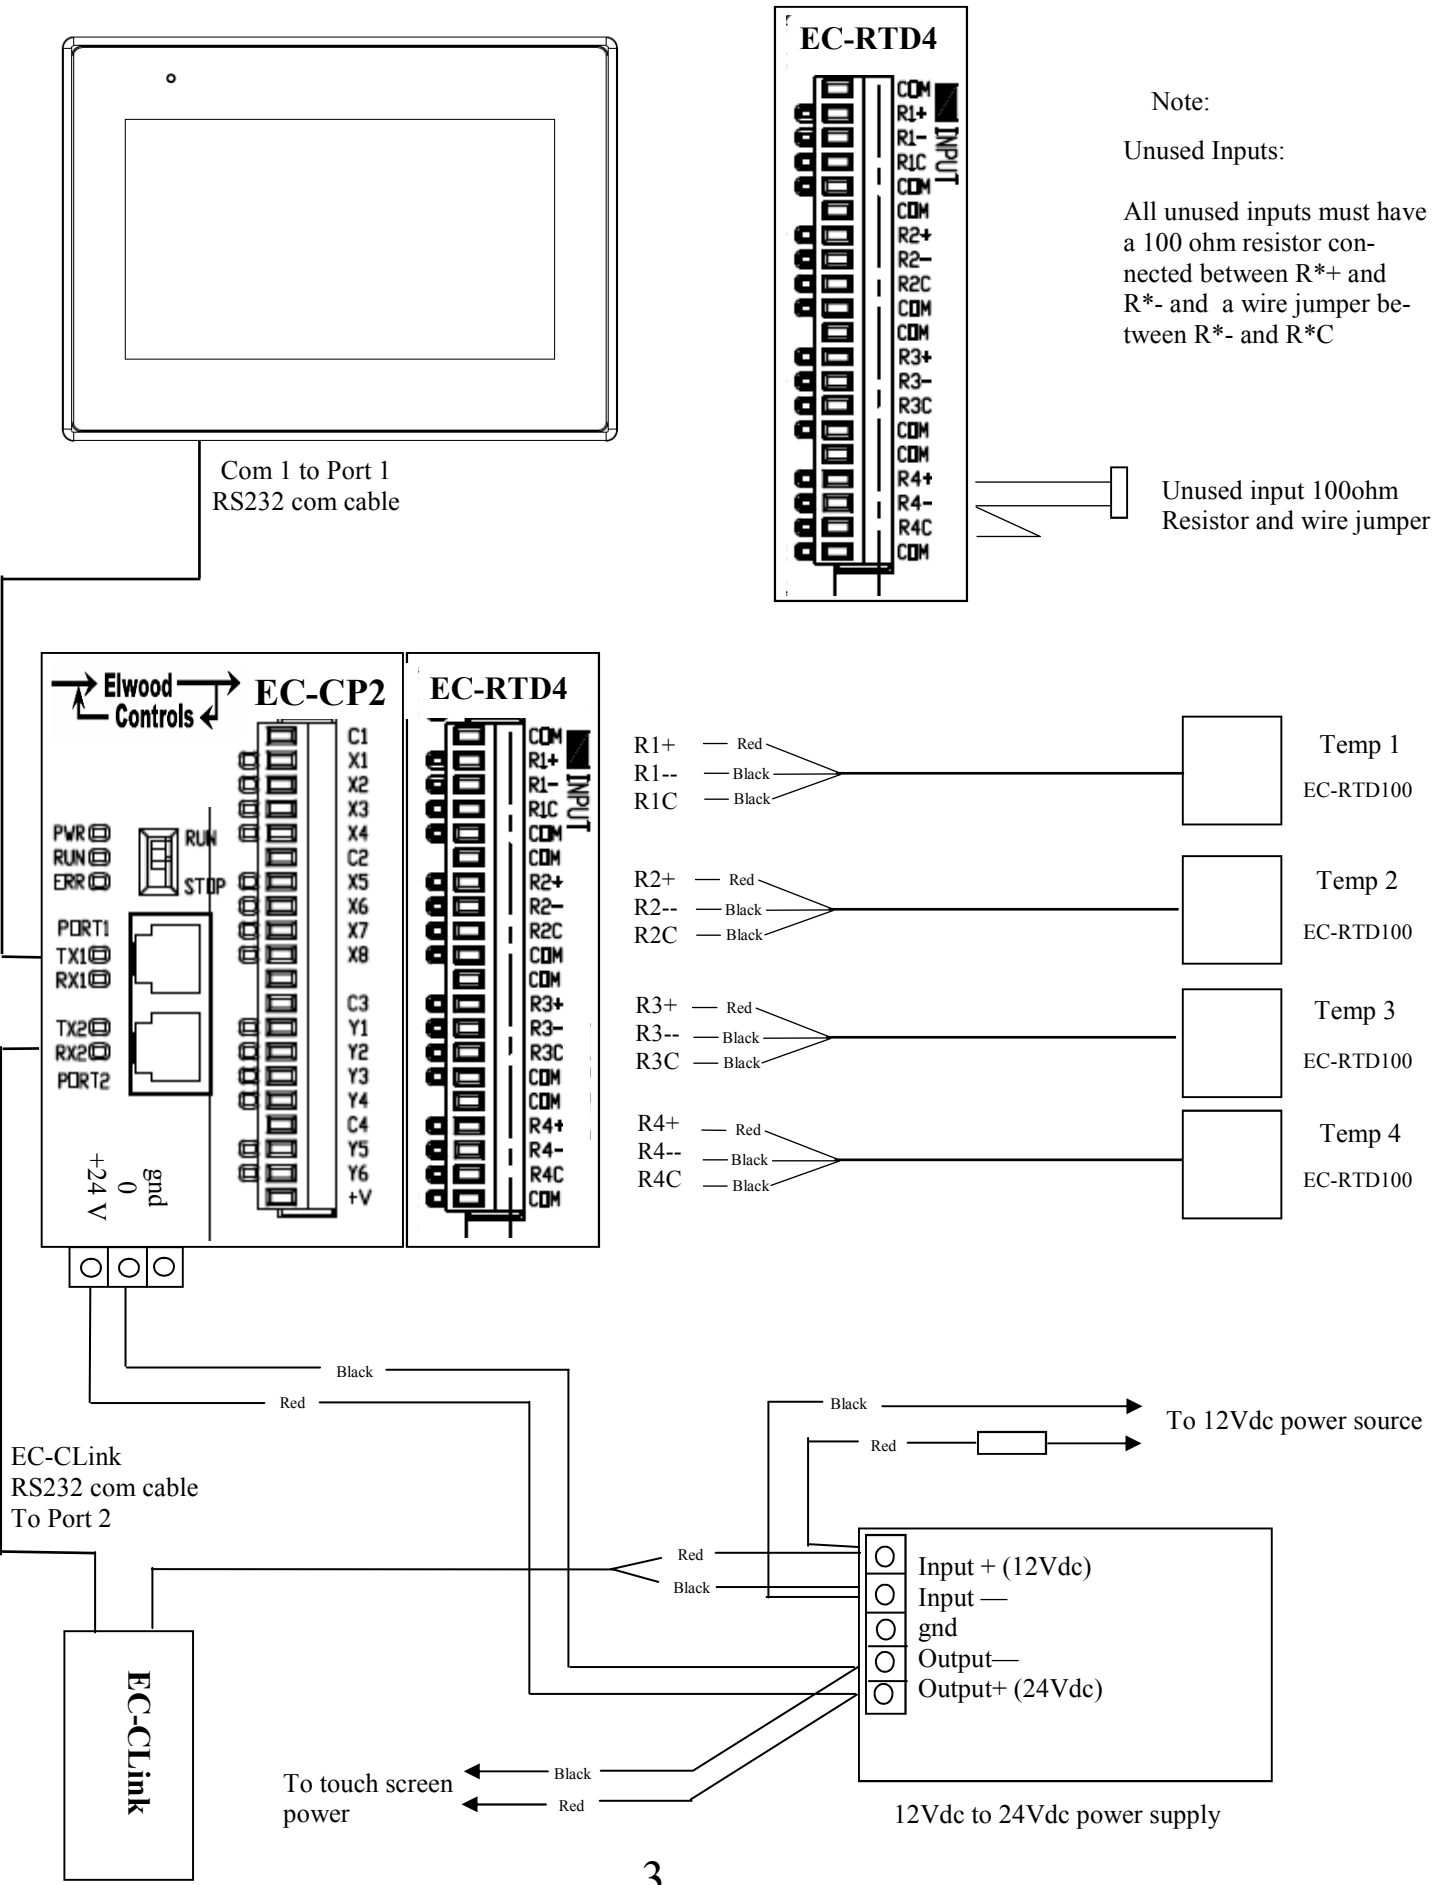 EC-RTD4
COM
R1+
R1-
R1C
COM
COM
R2+
R2-
R2C
COM
COM
R3+
R3-
R3C
COM
COM
R4+
R4-
R4C
COM
INPUT
Note:
Unused Inputs:
All unused inputs must have
a 100 ohm resistor con-
nected between R*+ and
R*- and a wire jumper be-
tween R*- and R*C
Com 1 to Port 1
RS232 com cable
Unused input 100ohm
Resistor and wire jumper
Elwood
Controls
EC-CP2
PWR
RUN
ERR
RUN
STOP
PORT1
TX1
RX1
TX2
RX2
PORT2
+24 V
0
gnd
C1
X1
X2
X3
X4
C2
X5
X6
X7
X8
C3
Y1
Y2
Y3
Y4
C4
Y5
Y6
+V
EC-RTD4
COM
R1+
R1-
R1C
COM
COM
R2+
R2-
R2C
COM
COM
R3+
R3-
R3C
COM
COM
R4+
R4-
R4C
COM
INPUT
R1+ Red
R1-- Black
R1C Black
Temp 1
EC-RTD100
R2+ Red
R2-- Black
R2C Black
Temp 2
EC-RTD100
R3+ Red
R3-- Black
R3C Black
Temp 3
EC-RTD100
R4+ Red
R4-- Black
R4C Black
Temp 4
EC-RTD100
Black
Red
Black
Red
To 12Vdc power source
EC-CLink
RS232 com cable
To Port 2
Red
Black
Input + (12Vdc)
Input —
gnd
Output—
Output+ (24Vdc)
EC-CLink
To touch screen
power
Black
Red
12Vdc to 24Vdc power supply
3